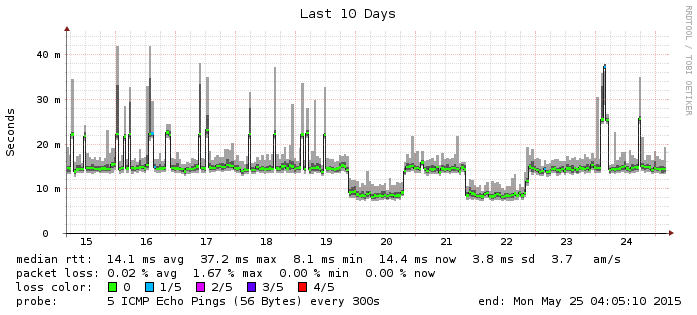 Last 10 Days
RRDTOOL / TOBI OETIKER
Seconds
40 m
30 m
20 m
10 m
0
15 16 17 18 19 20 21 22 23 24
median rtt: 14.1 ms avg 37.2 ms max 8.1 ms min 14.4 ms now 3.8 ms sd 3.7 am/s
packet loss: 0.02 % avg 1.67 % max 0.00 % min 0.00 % now
loss color: 0 1/5 2/5 3/5 4/5
probe: 5 ICMP Echo Pings (56 Bytes) every 300s end: Mon May 25 04:05:10 2015